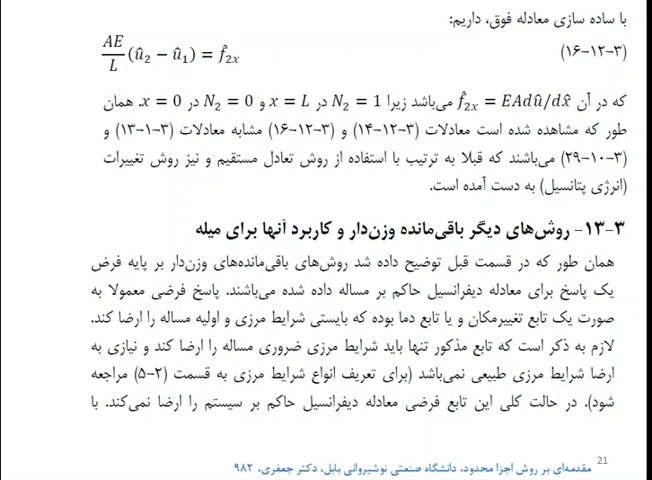 با ساده سازی معادله فوق، داریم:
AE/L (û₂ − û₁) = f̂₂ₓ (۳-۱۲-۱۶)
که در آن f̂₂ₓ = EAdû/dx̂ می‌باشد زیرا N₂ = 1 در x = L و N₂ = 0 در x = 0. همان
طور که مشاهده شده است معادلات (۳-۱۲-۱۴) و (۳-۱۲-۱۶) مشابه معادلات (۳-۱-۱۳) و
(۳-۱۰-۲۹) می‌باشند که قبلا به ترتیب با استفاده از روش تعادل مستقیم و نیز روش تغییرات
(انرژی پتانسیل) به دست آمده است.
۳-۱۳- روش‌های دیگر باقی‌مانده وزن‌دار و کاربرد آنها برای میله
همان طور که در قسمت قبل توضیح داده شد روش‌های باقی‌مانده‌های وزن‌دار بر پایه فرض
یک پاسخ برای معادله دیفرانسیل حاکم بر مساله داده شده می‌باشند. پاسخ فرضی معمولا به
صورت یک تابع تغییرمکان و یا تابع دما بوده که بایستی شرایط مرزی و اولیه مساله را ارضا کند.
لازم به ذکر است که تابع مذکور تنها باید شرایط مرزی ضروری مساله را ارضا کند و نیازی به
ارضا شرایط مرزی طبیعی نمی‌باشد (برای تعریف انواع شرایط مرزی به قسمت (۲-۵) مراجعه
شود). در حالت کلی این تابع فرضی معادله دیفرانسیل حاکم بر سیستم را ارضا نمی‌کند. با
21
مقدمه‌ای بر روش اجزا محدود، دانشگاه صنعتی نوشیروانی بابل، دکتر جعفری، ۹۸۲